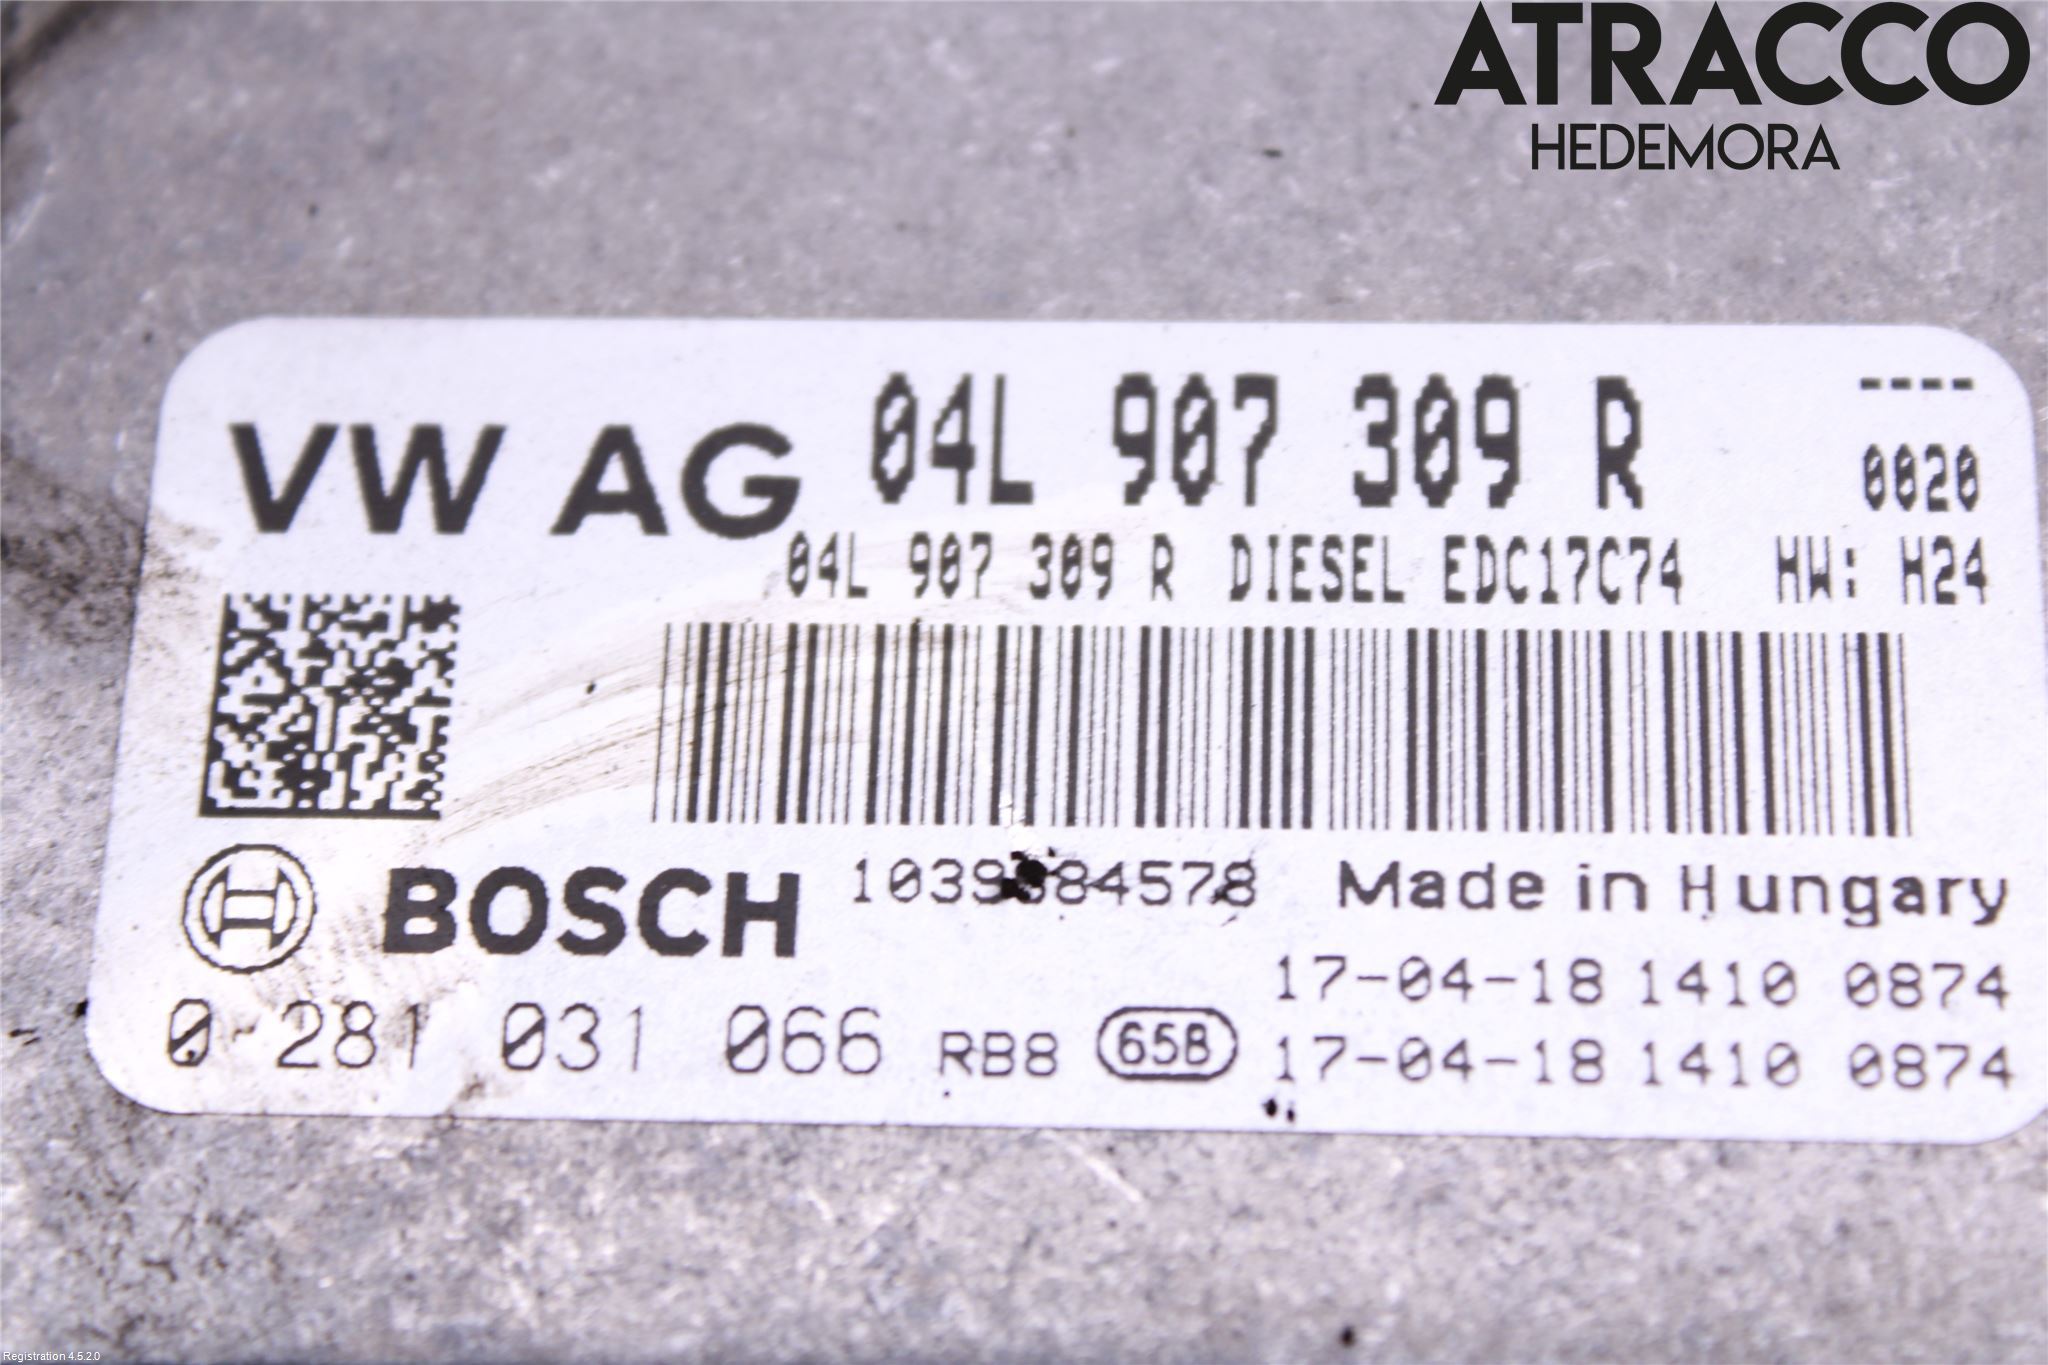 ATRACCO
HEDEMORA
VW AG 04L 907 309 R ----
0020
04L 907 309 R DIESEL EDC17C74 HW: H24
BOSCH Made in Hungary
0 281 031 066 RB8 65B 17-04-18 1410 0874
17-04-18 1410 0874
Registration 4.5.2.0